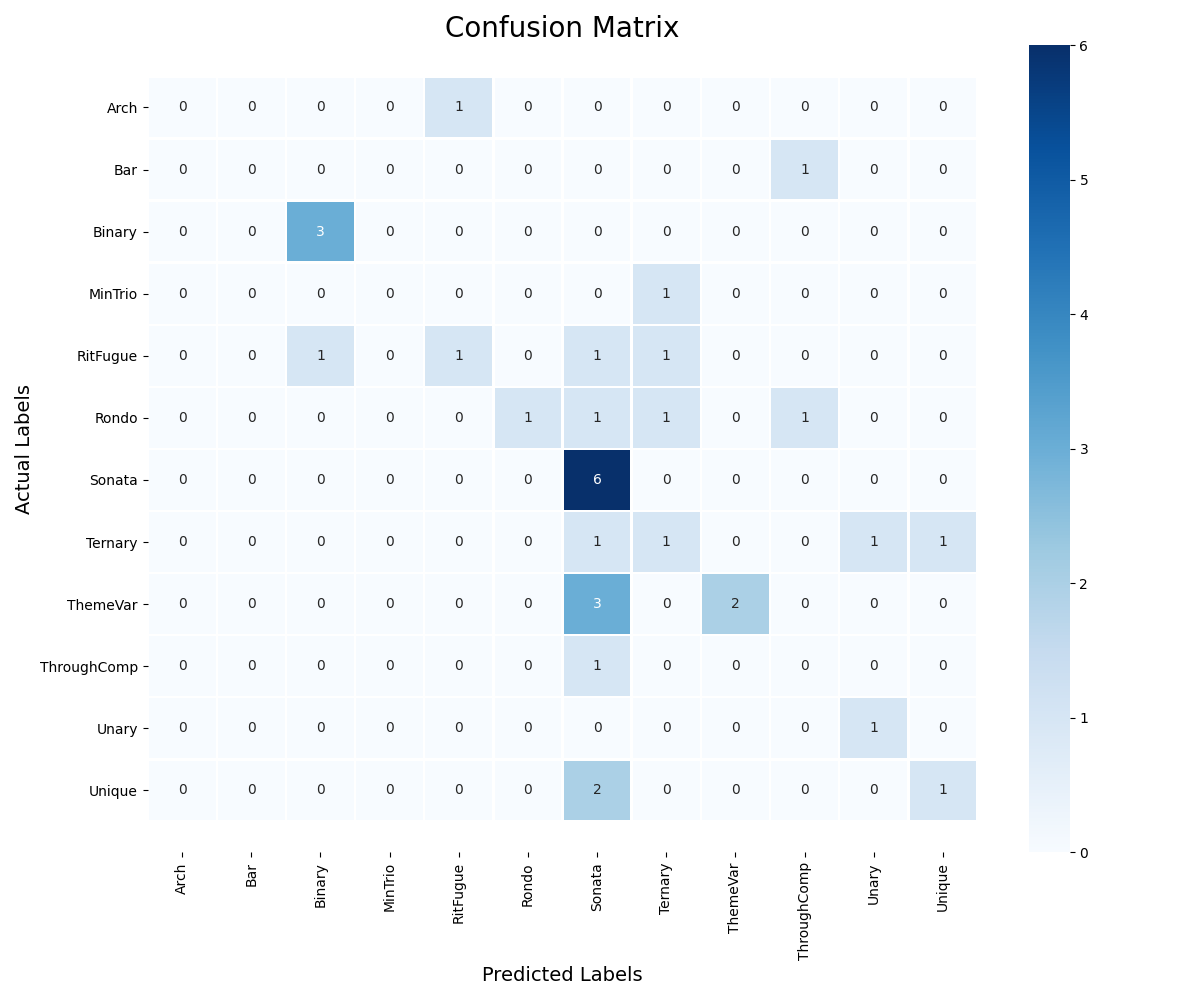 Confusion Matrix
Actual Labels
Arch 0 0 0 0 1 0 0 0 0 0 0 0
Bar 0 0 0 0 0 0 0 0 0 1 0 0
Binary 0 0 3 0 0 0 0 0 0 0 0 0
MinTrio 0 0 0 0 0 0 0 1 0 0 0 0
RitFugue 0 0 1 0 1 0 1 1 0 0 0 0
Rondo 0 0 0 0 0 1 1 1 0 1 0 0
Sonata 0 0 0 0 0 0 6 0 0 0 0 0
Ternary 0 0 0 0 0 0 1 1 0 0 1 1
ThemeVar 0 0 0 0 0 0 3 0 2 0 0 0
ThroughComp 0 0 0 0 0 0 1 0 0 0 0 0
Unary 0 0 0 0 0 0 0 0 0 0 1 0
Unique 0 0 0 0 0 0 2 0 0 0 0 1
Arch Bar Binary MinTrio RitFugue Rondo Sonata Ternary ThemeVar ThroughComp Unary Unique
Predicted Labels
6
5
4
3
2
1
0